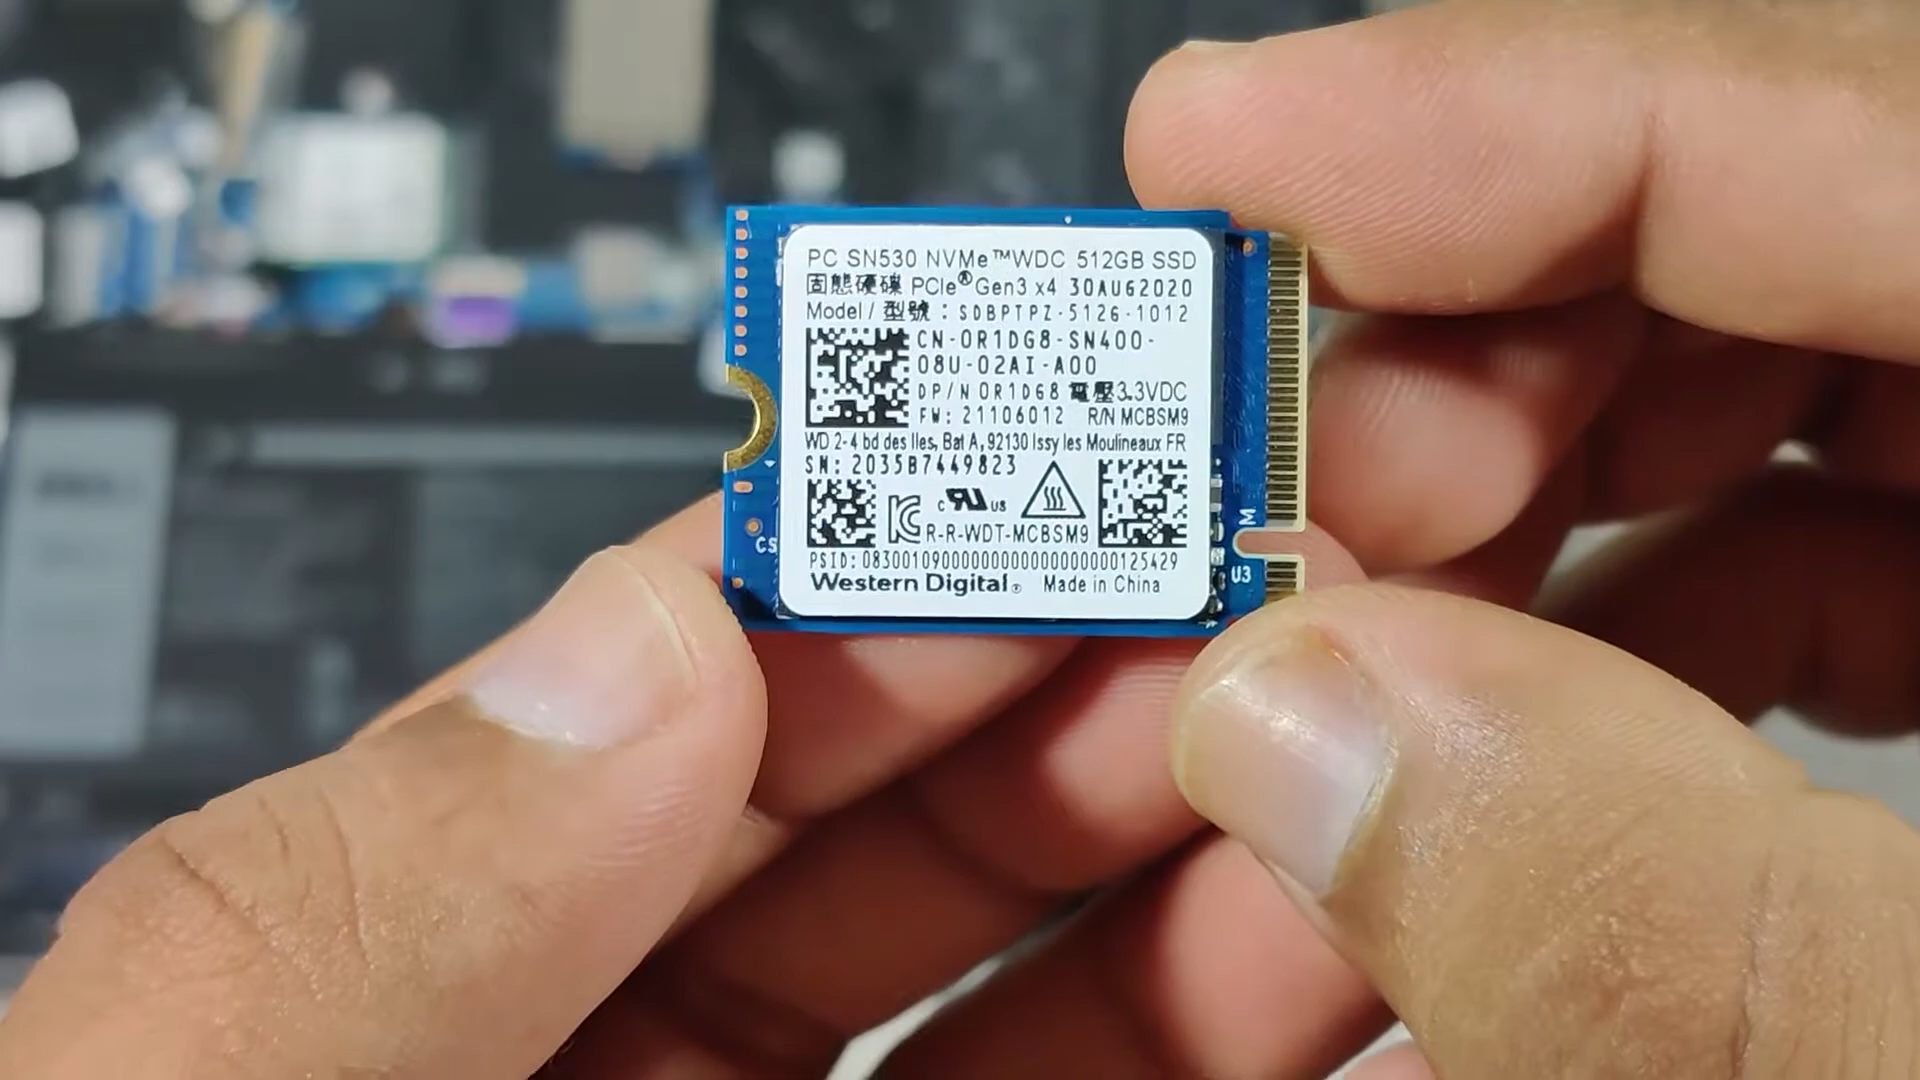 PC SN530 NVMe™WDC 512GB SSD
固態硬碟 PCIe®Gen3 x4 30AUG2020
Model / 型號：SDBPTPZ-512G-1012
CN-0R1DG8-SN400-
08U-02AI-A00
DP/N 0R1DG8 電壓3.3VDC
FW: 21106012 R/N MCBSM9
WD 2-4 bd des Iles, Bat A, 92130 Issy les Moulineaux FR
SN: 2035B7449823
c RU us
R-R-WDT-MCBSM9
PSID: 08300109000000000000000000125429
Western Digital® Made in China
CS
M
U3